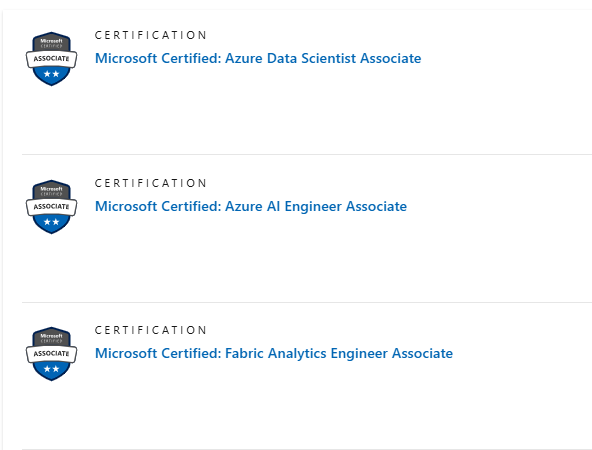 CERTIFICATION
Microsoft Certified: Azure Data Scientist Associate
Microsoft
CERTIFIED
ASSOCIATE
CERTIFICATION
Microsoft Certified: Azure AI Engineer Associate
Microsoft
CERTIFIED
ASSOCIATE
CERTIFICATION
Microsoft Certified: Fabric Analytics Engineer Associate
Microsoft
CERTIFIED
ASSOCIATE